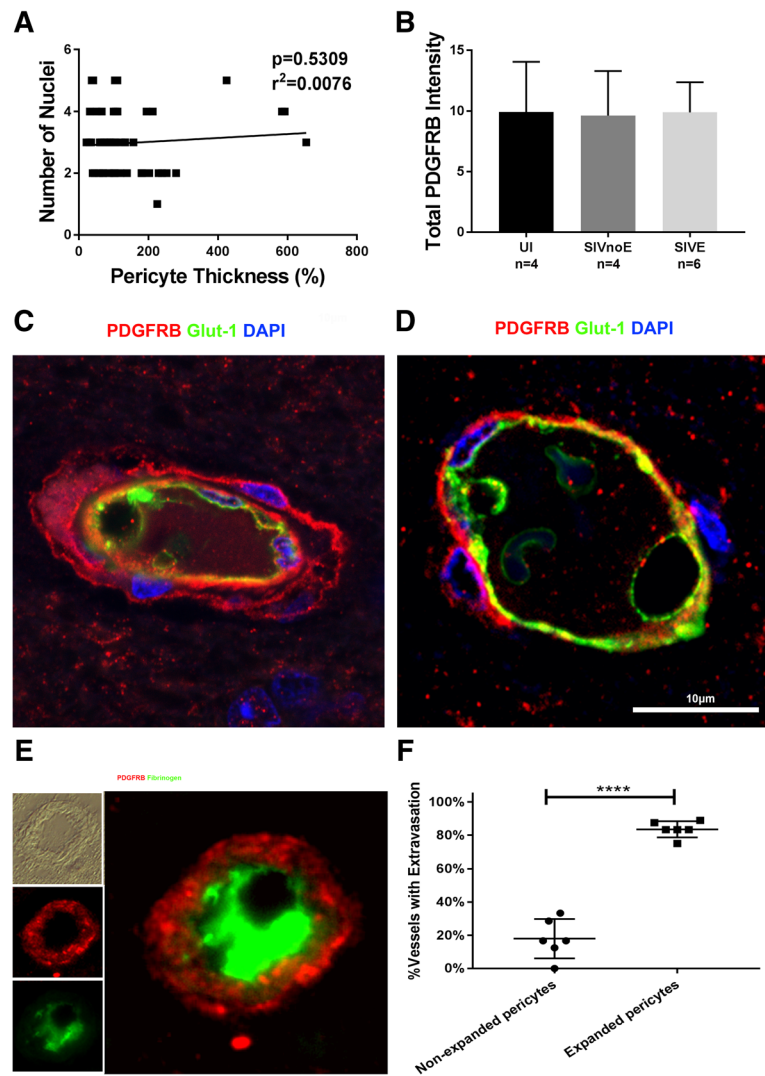 A
p=0.5309
r²=0.0076
Number of Nuclei
6
4
2
0
0 200 400 600 800
Pericyte Thickness (%)
B
Total PDGFRB Intensity
15
10
5
0
UI SIVnoE SIVE
n=4 n=4 n=6
C
PDGFRB Glut-1 DAPI
D
PDGFRB Glut-1 DAPI
10µm
E
PDGFRB Fibrinogen
F
****
%Vessels with Extravasation
100%
80%
60%
40%
20%
0%
Non-expanded pericytes
Expanded pericytes